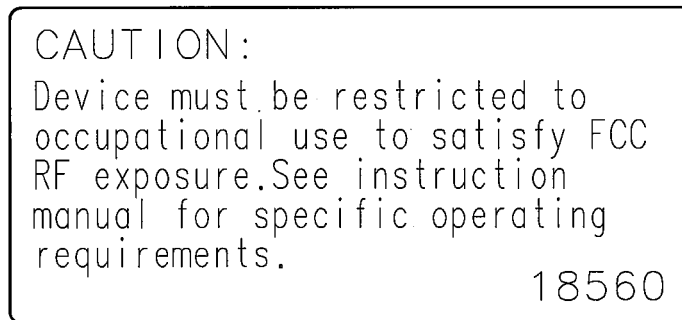 CAUTION:
Device must be restricted to
occupational use to satisfy FCC
RF exposure.See instruction
manual for specific operating
requirements.
18560